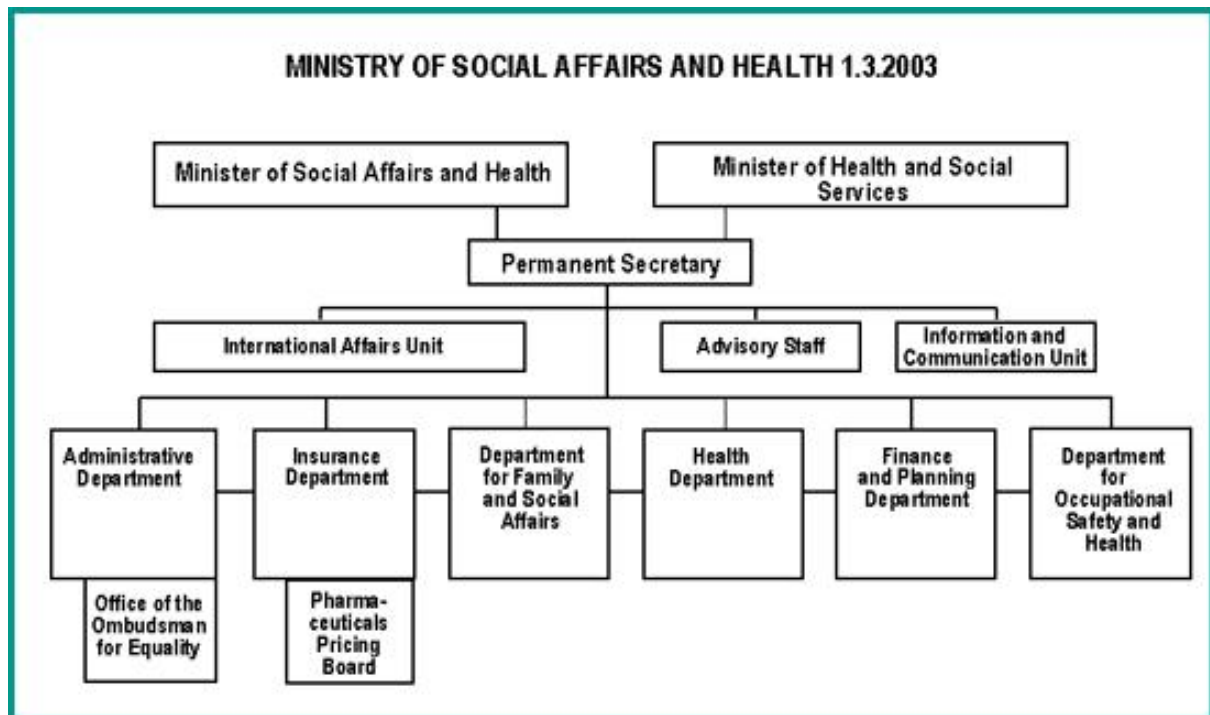 MINISTRY OF SOCIAL AFFAIRS AND HEALTH 1.3.2003
Minister of Social Affairs and Health
Minister of Health and Social
Services
Permanent Secretary
International Affairs Unit
Advisory Staff
Information and
Communication Unit
Administrative
Department
Insurance
Department
Department
for Family
and Social
Affairs
Health
Department
Finance
and Planning
Department
Department
for
Occupational
Safety and
Health
Office of the
Ombudsman
for Equality
Pharma-
ceuticals
Pricing
Board